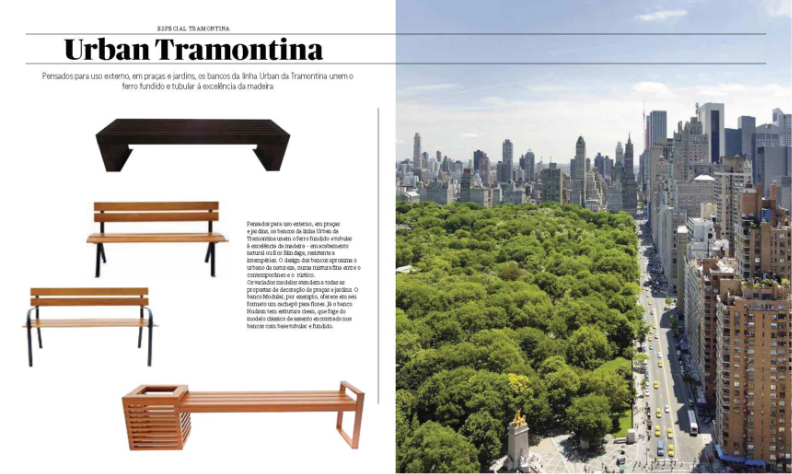 ESPECIAL TRAMONTINA
Urban Tramontina
Pensados para uso externo, em praças e jardins, os bancos da linha Urban da Tramontina unem o
ferro fundido e tubular à excelência da madeira
Pensados para uso externo, em praças
e jardins, os bancos da linha Urban da
Tramontina unem o ferro fundido e tubular
à excelência da madeira - em acabamento
natural ou Eco Blindage, resistente a
intempéries. O design dos bancos aproxima o
urbano da natureza, numa mistura fina entre o
contemporâneo e o rústico.
Os variados modelos atendem a todas as
propostas de decoração de praças e jardins. O
banco Modular, por exemplo, oferece em seu
formato um cachepô para flores. Já o banco
Hudson tem estrutura clean, que foge do
modelo clássico de assento encontrado nos
bancos com base tubular e fundido.